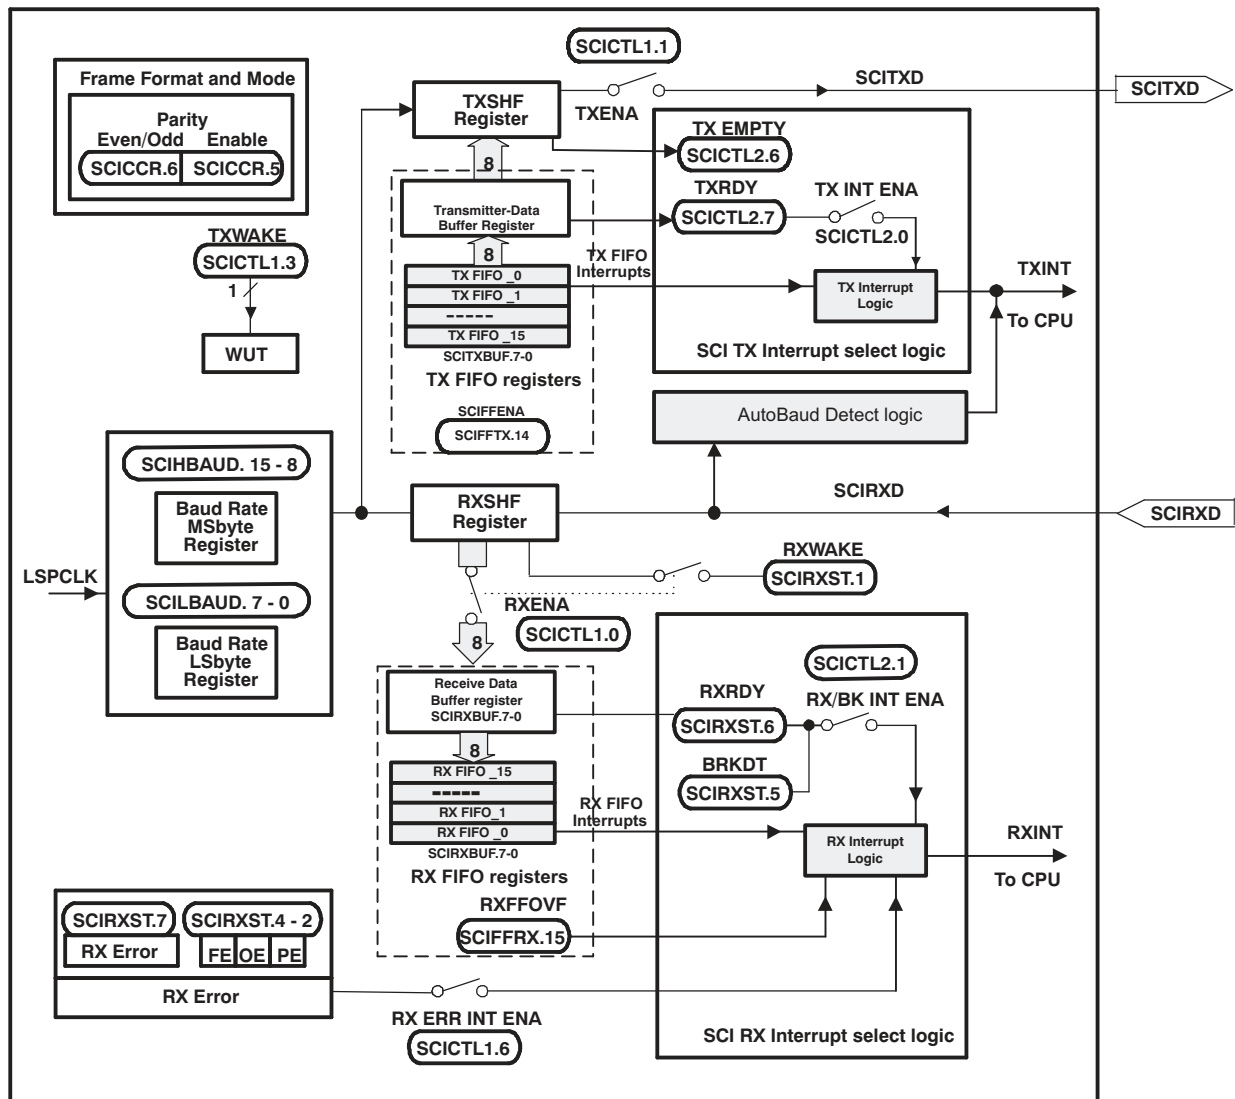 SCICTL1.1
Frame Format and Mode
Parity
Even/Odd Enable
SCICCR.6 SCICCR.5
TXSHF
Register
TXENA
SCITXD
SCITXD
TX EMPTY
SCICTL2.6
8
TXRDY
SCICTL2.7
TX INT ENA
SCICTL2.0
Transmitter-Data
Buffer Register
8
TX FIFO
Interrupts
TXWAKE
SCICTL1.3
1
WUT
TX FIFO _0
TX FIFO _1
-----
TX FIFO _15
SCITXBUF.7-0
TX FIFO registers
SCIFFENA
SCIFFTX.14
TX Interrupt
Logic
TXINT
To CPU
SCI TX Interrupt select logic
AutoBaud Detect logic
SCIHBAUD. 15 - 8
Baud Rate
MSbyte
Register
LSPCLK
SCILBAUD. 7 - 0
Baud Rate
LSbyte
Register
RXSHF
Register
SCIRXD
SCIRXD
RXWAKE
SCIRXST.1
RXENA
SCICTL1.0
8
Receive Data
Buffer register
SCIRXBUF.7-0
8
RX FIFO _15
-----
RX FIFO_1
RX FIFO _0
SCIRXBUF.7-0
RX FIFO registers
RX FIFO
Interrupts
SCICTL2.1
RX/BK INT ENA
RXRDY
SCIRXST.6
BRKDT
SCIRXST.5
RX Interrupt
Logic
RXINT
To CPU
RXFFOVF
SCIFFRX.15
SCIRXST.7 SCIRXST.4 - 2
RX Error FE OE PE
RX Error
RX ERR INT ENA
SCICTL1.6
SCI RX Interrupt select logic